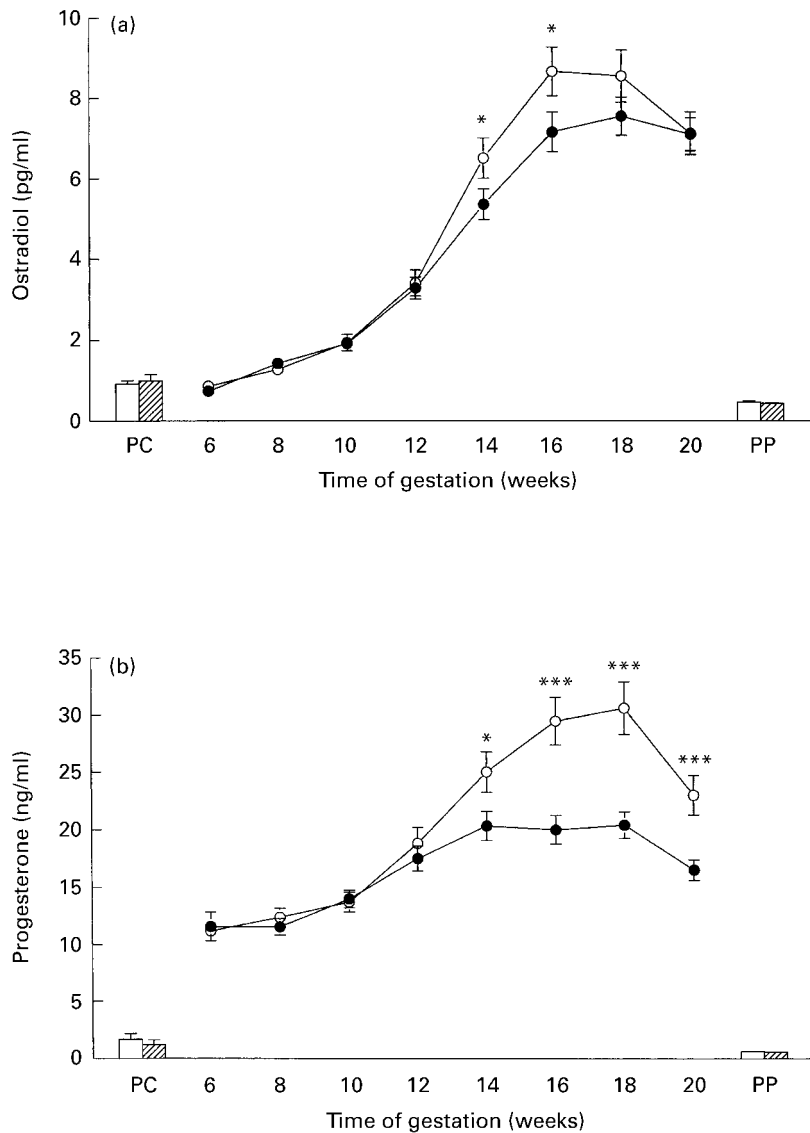 (a)
Ostradiol (pg/ml)
10
8
6
4
2
0
*
*
PC 6 8 10 12 14 16 18 20 PP
Time of gestation (weeks)
(b)
Progesterone (ng/ml)
35
30
25
20
15
10
5
0
*
***
***
***
PC 6 8 10 12 14 16 18 20 PP
Time of gestation (weeks)